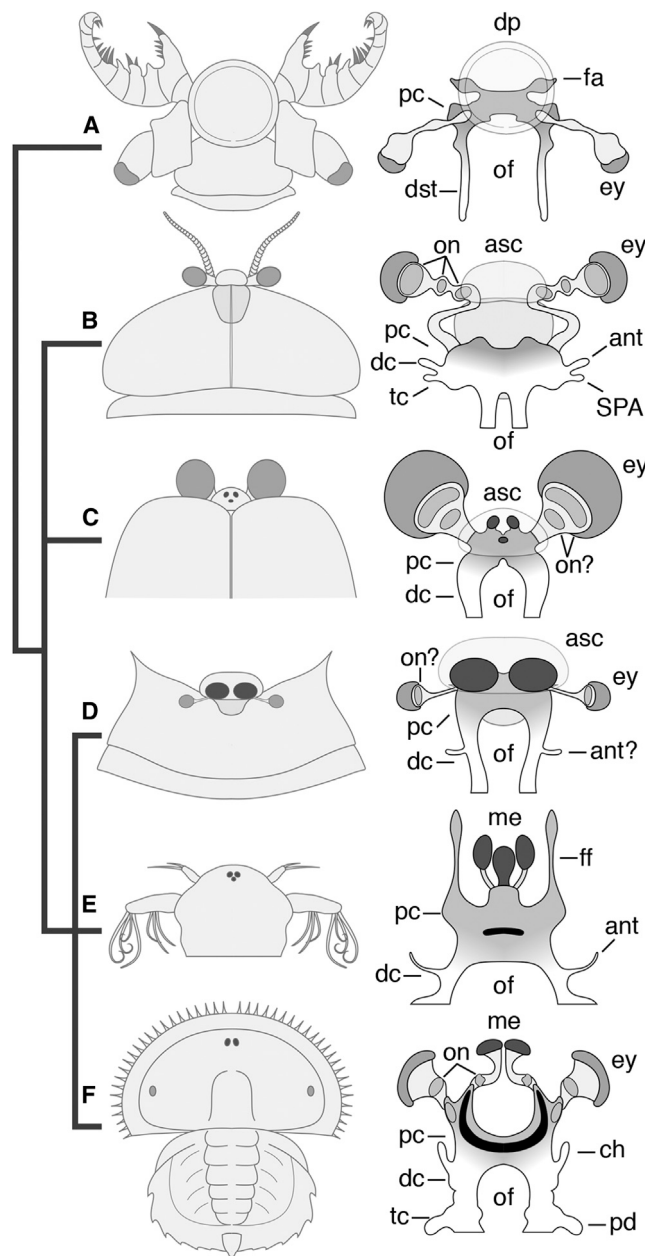 dp
A
pc
fa
of
dst
ey
on
asc
ey
B
pc
ant
dc
tc
SPA
of
ey
asc
C
pc
on?
dc
of
asc
on?
ey
D
pc
dc
of
ant?
me
ff
E
pc
ant
dc
of
me
on
ey
F
pc
ch
dc
of
tc
pd